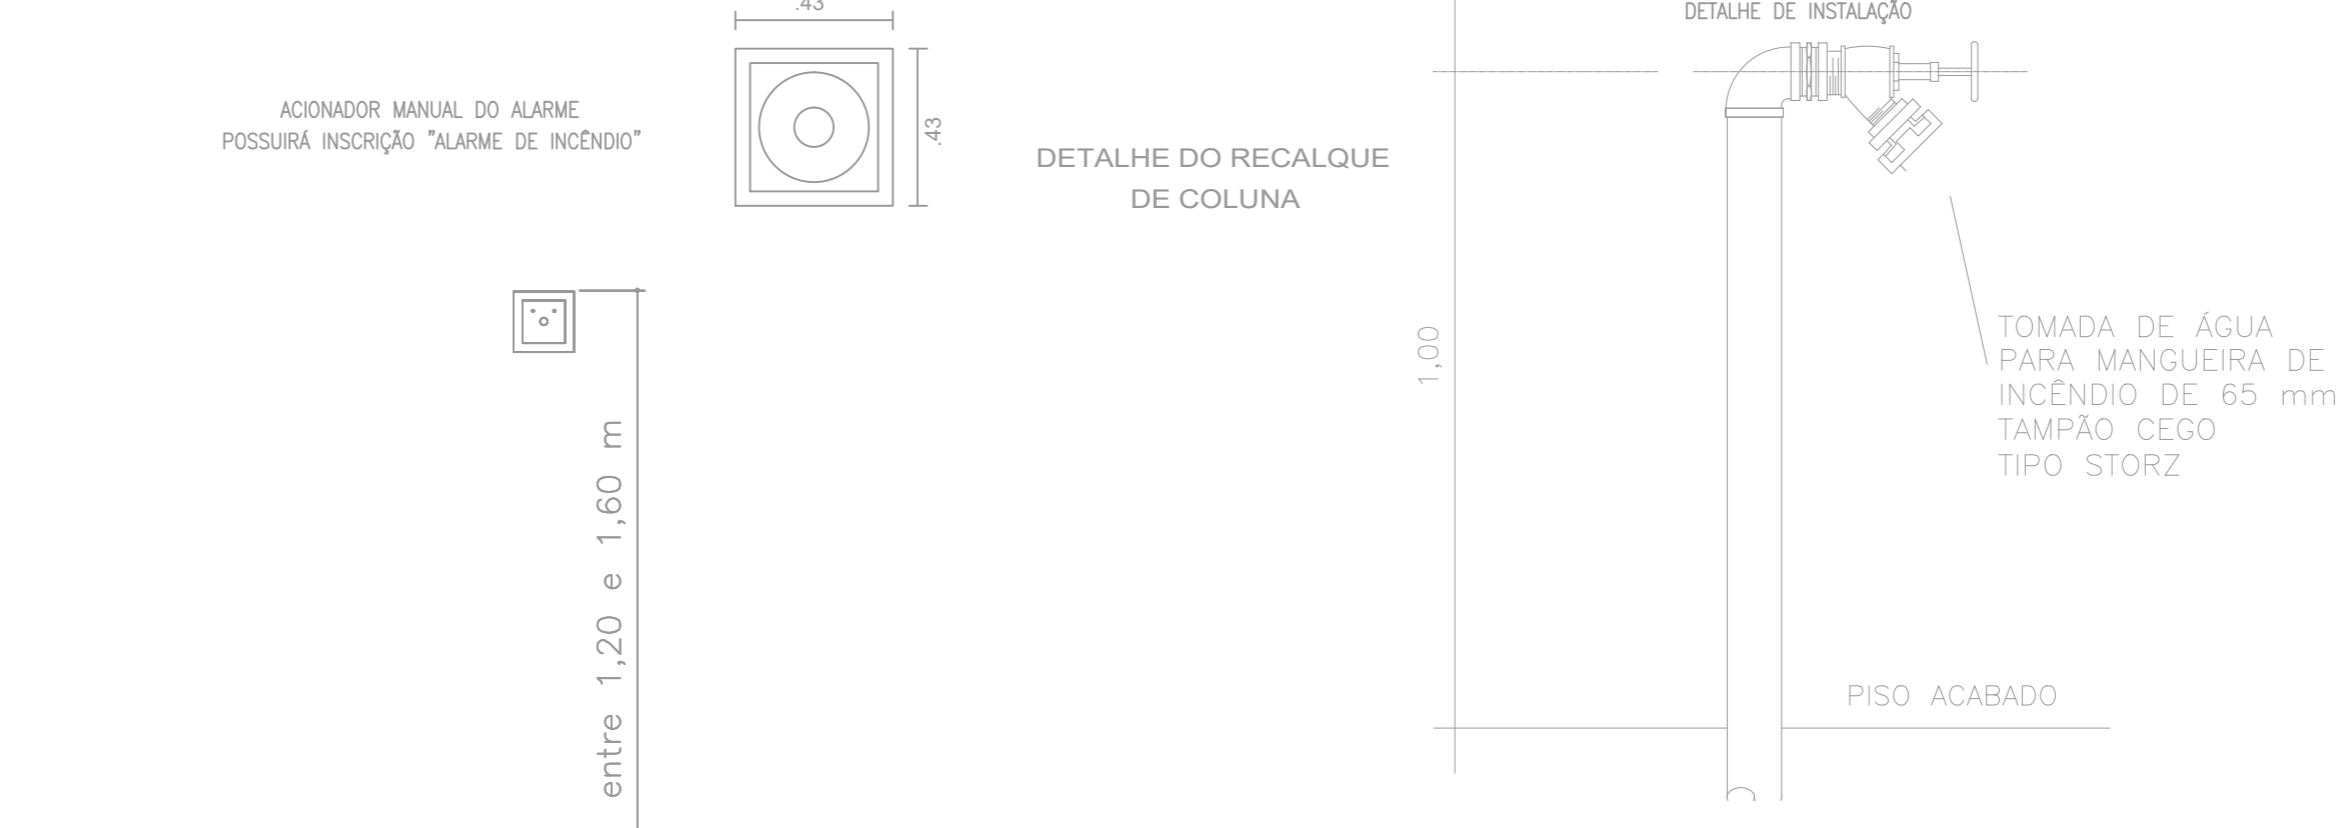 .43
DETALHE DE INSTALAÇÃO
ACIONADOR MANUAL DO ALARME
POSSUIRÁ INSCRIÇÃO "ALARME DE INCÊNDIO"
.43
DETALHE DO RECALQUE
DE COLUNA
entre 1,20 e 1,60 m
1,00
TOMADA DE ÁGUA
PARA MANGUEIRA DE
INCÊNDIO DE 65 mm
TAMPÃO CEGO
TIPO STORZ
PISO ACABADO